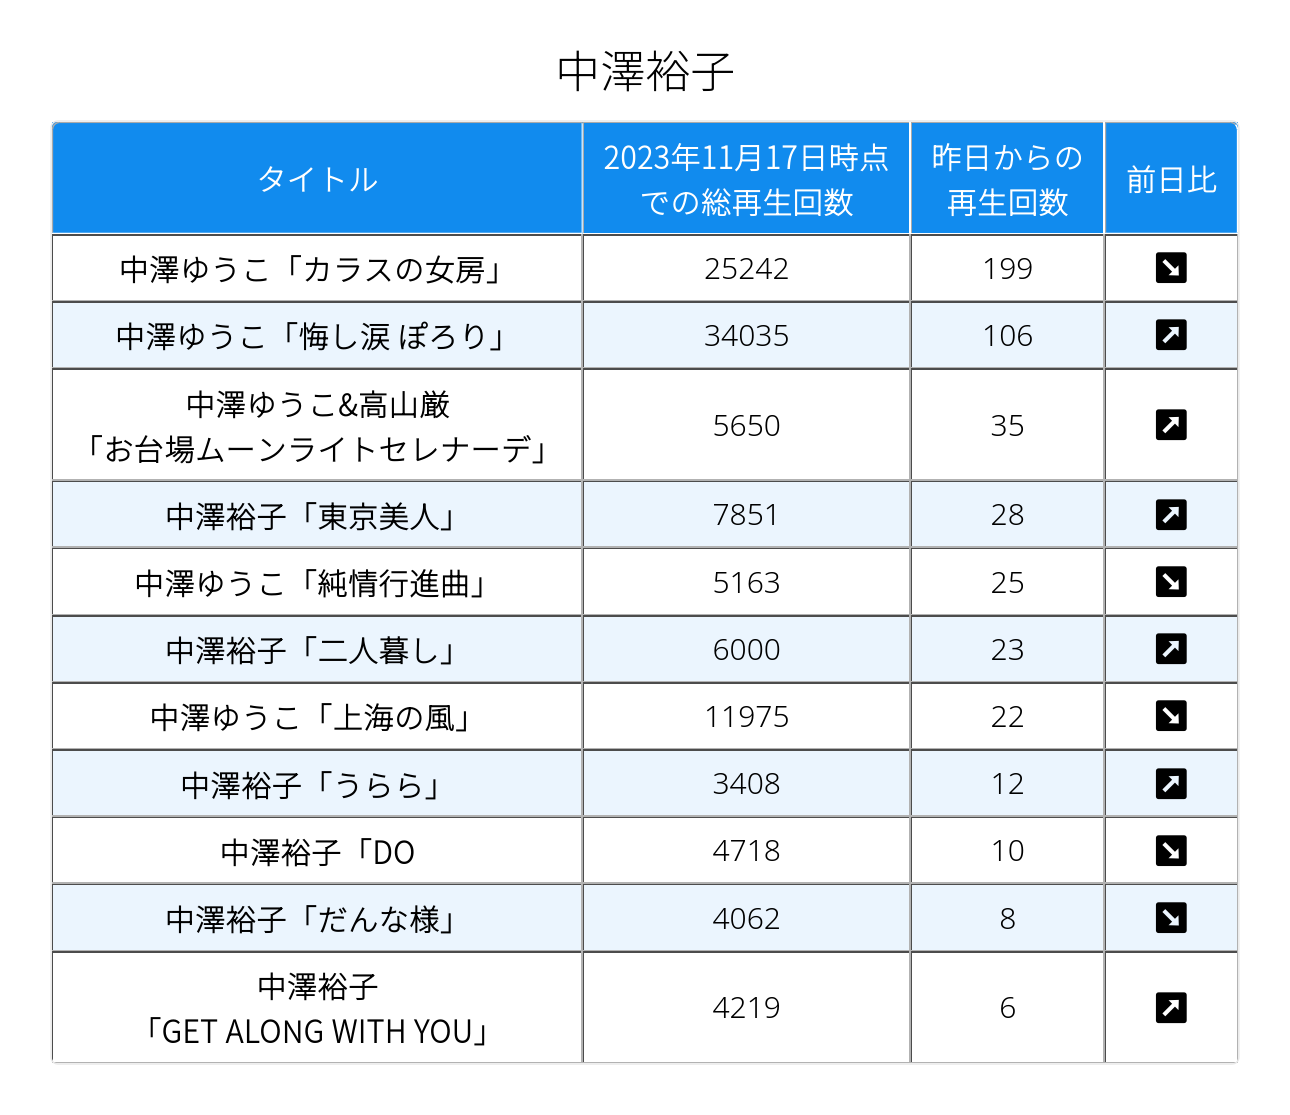 中澤裕子
タイトル
2023年11月17日時点
での総再生回数
昨日からの
再生回数
前日比
中澤ゆうこ「カラスの女房」 25242 199
中澤ゆうこ「悔し涙 ぽろり」 34035 106
中澤ゆうこ&高山厳
「お台場ムーンライトセレナーデ」 5650 35
中澤裕子「東京美人」 7851 28
中澤ゆうこ「純情行進曲」 5163 25
中澤裕子「二人暮し」 6000 23
中澤ゆうこ「上海の風」 11975 22
中澤裕子「うらら」 3408 12
中澤裕子「DO 4718 10
中澤裕子「だんな様」 4062 8
中澤裕子
「GET ALONG WITH YOU」 4219 6